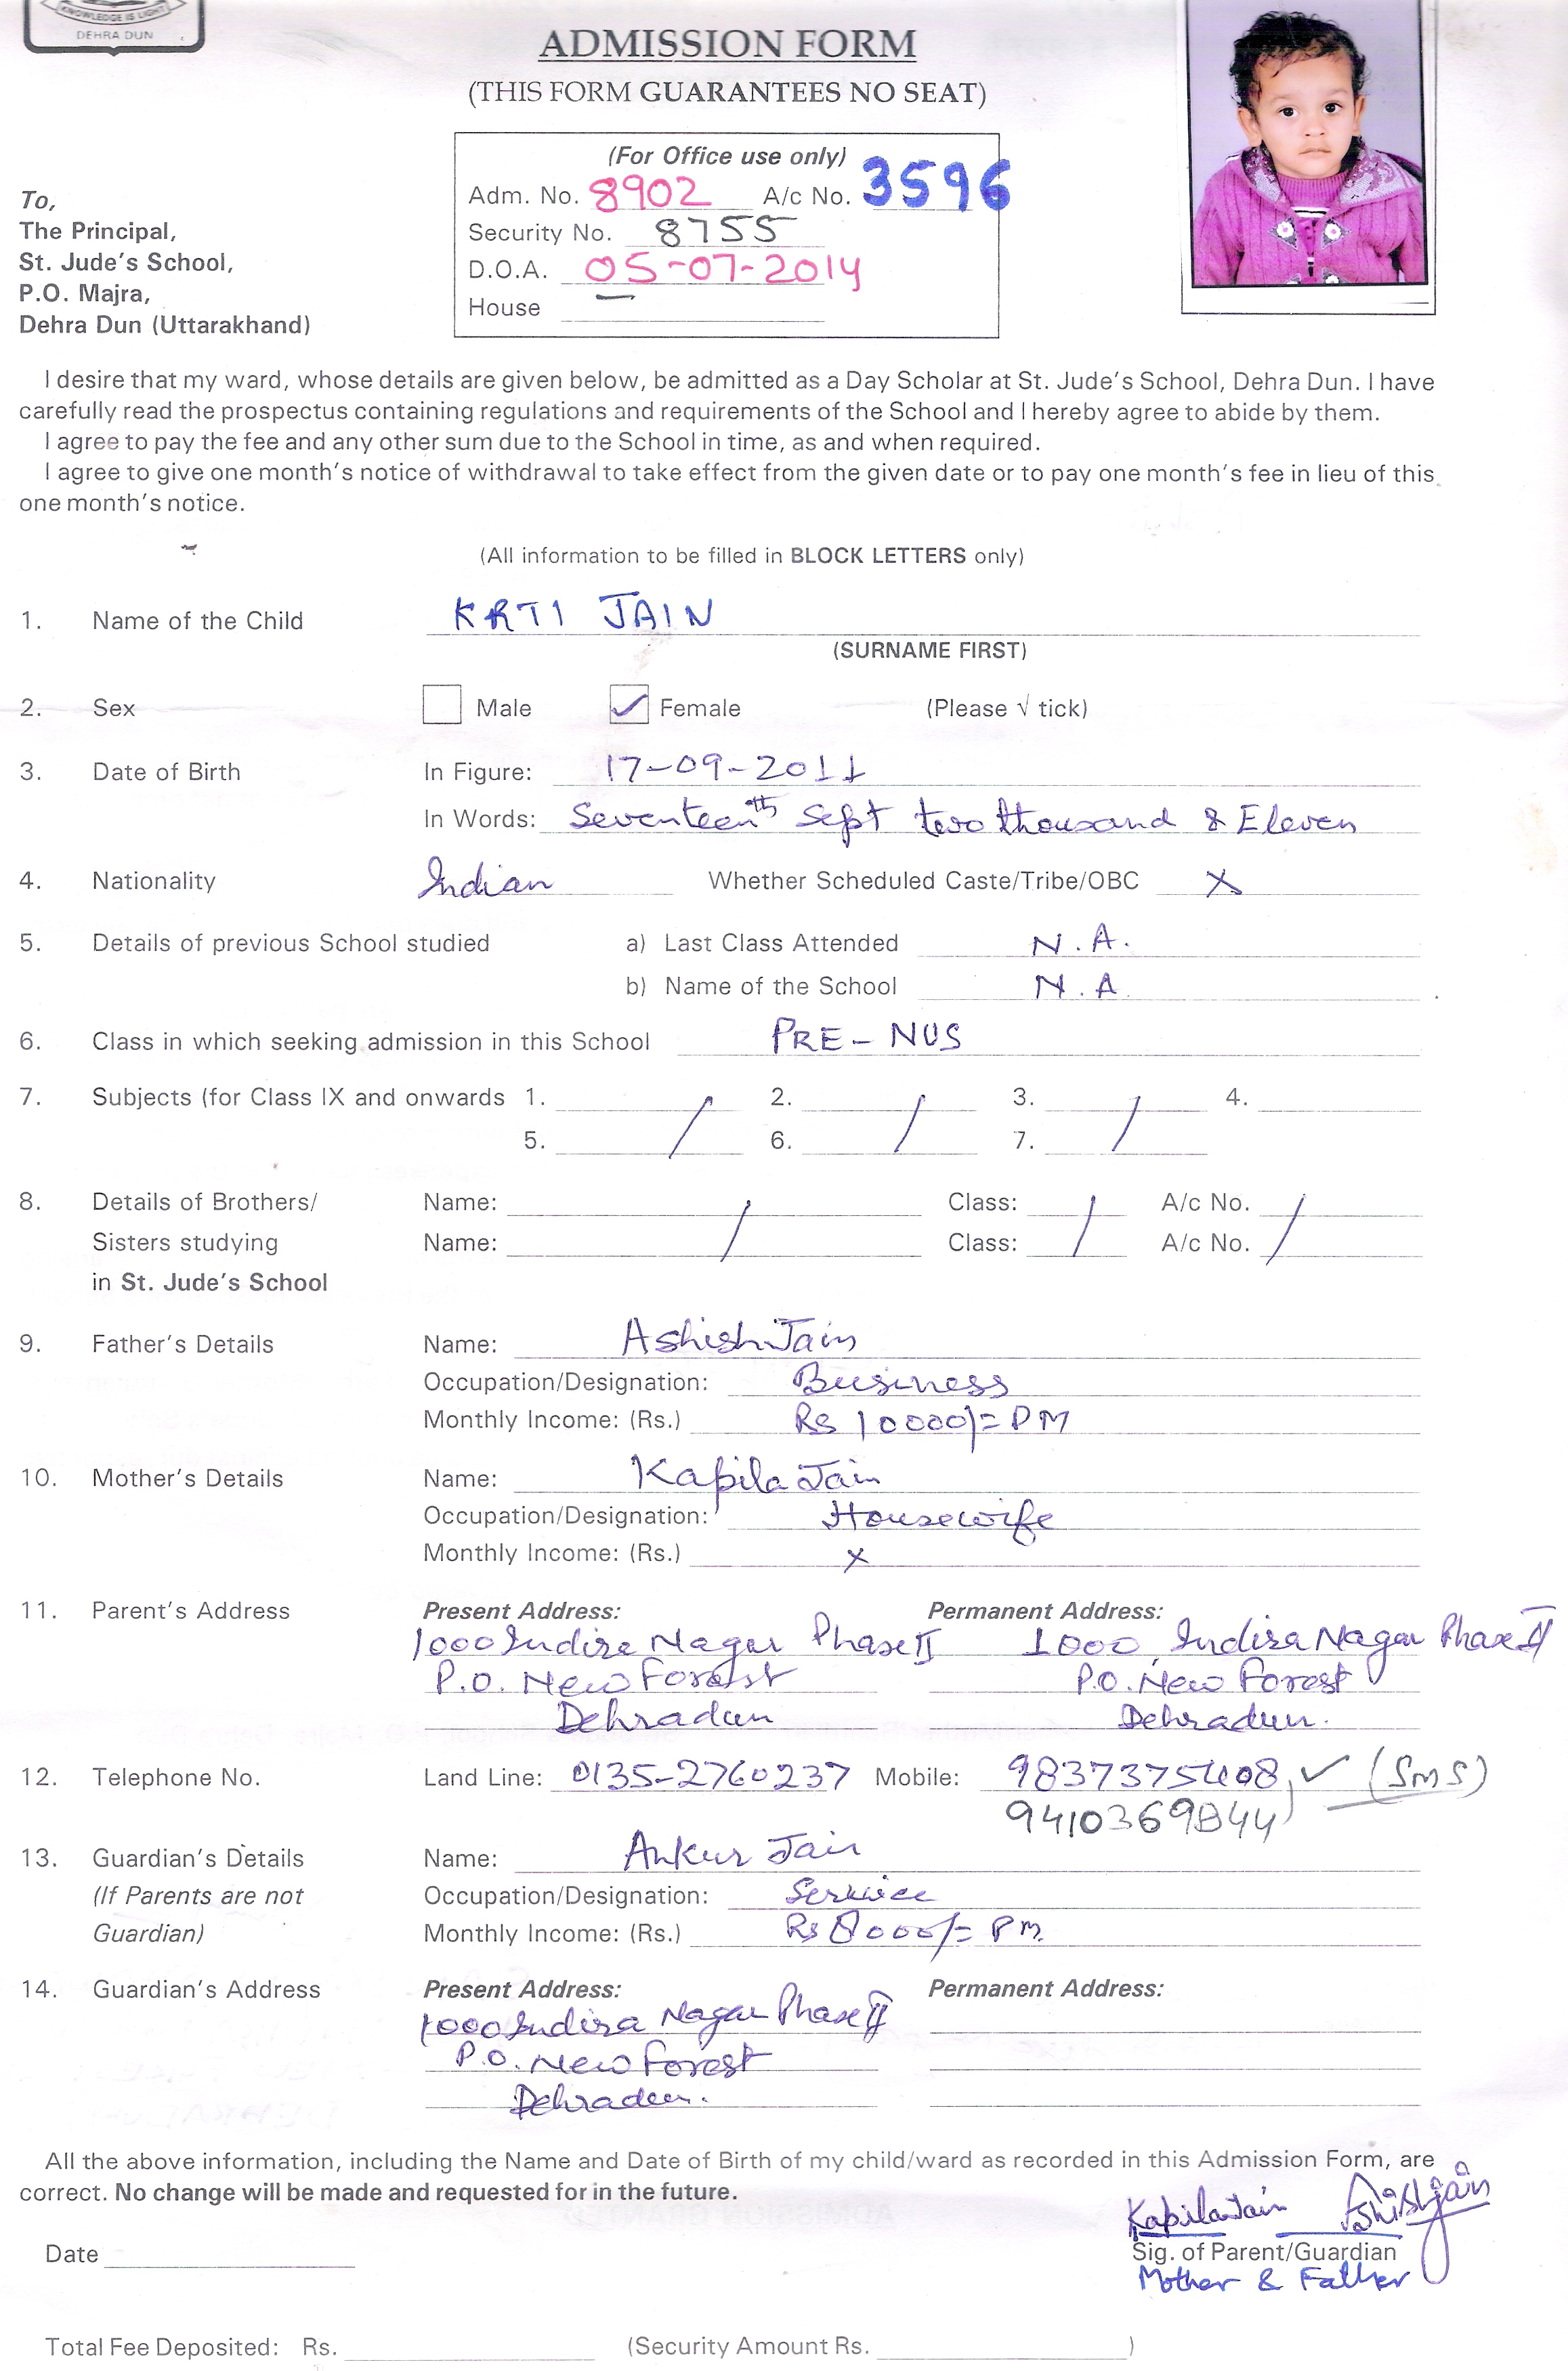 KNOWLEDGE IS LIGHT
DEHRA DUN
ADMISSION FORM
(THIS FORM GUARANTEES NO SEAT)
(For Office use only)
Adm. No. 8902 A/c No. 3596
Security No. 8755
D.O.A. 05-07-2014
House
To,
The Principal,
St. Jude's School,
P.O. Majra,
Dehra Dun (Uttarakhand)
I desire that my ward, whose details are given below, be admitted as a Day Scholar at St. Jude's School, Dehra Dun. I have
carefully read the prospectus containing regulations and requirements of the School and I hereby agree to abide by them.
I agree to pay the fee and any other sum due to the School in time, as and when required.
I agree to give one month's notice of withdrawal to take effect from the given date or to pay one month's fee in lieu of this
one month's notice.
(All information to be filled in BLOCK LETTERS only)
1. Name of the Child KRTI JAIN
(SURNAME FIRST)
2. Sex Male ✓ Female (Please √ tick)
3. Date of Birth In Figure: 17-09-2011
In Words: Seventeenth Sept two thousand & Eleven
4. Nationality Indian Whether Scheduled Caste/Tribe/OBC X
5. Details of previous School studied a) Last Class Attended N.A.
b) Name of the School N.A.
6. Class in which seeking admission in this School PRE-NUS
7. Subjects (for Class IX and onwards 1. / 2. / 3. / 4.
5. 6. 7.
8. Details of Brothers/ Name: / Class: / A/c No. /
Sisters studying Name: Class: A/c No.
in St. Jude's School
9. Father's Details Name: Ashish Jain
Occupation/Designation: Business
Monthly Income: (Rs.) Rs 10000/= PM
10. Mother's Details Name: Kapila Jain
Occupation/Designation: Housewife
Monthly Income: (Rs.) X
11. Parent's Address Present Address: Permanent Address:
1000 Indira Nagar Phase II 1000, Indira Nagar Phase II
P.O. New Forest P.O. New Forest
Dehradun Dehradun.
12. Telephone No. Land Line: 0135-2760237 Mobile: 9837375408, ✓ (SMS)
9410369844
13. Guardian's Details Name: Ankur Jain
(If Parents are not Occupation/Designation: Service
Guardian) Monthly Income: (Rs.) Rs 8000/= PM.
14. Guardian's Address Present Address: Permanent Address:
1000 Indira Nagar Phase II
P.O. New Forest
Dehradun.
All the above information, including the Name and Date of Birth of my child/ward as recorded in this Admission Form, are
correct. No change will be made and requested for in the future.
Kapila Jain Ashish Jain
Date Sig. of Parent/Guardian
Mother & Father
Total Fee Deposited: Rs. (Security Amount Rs. )